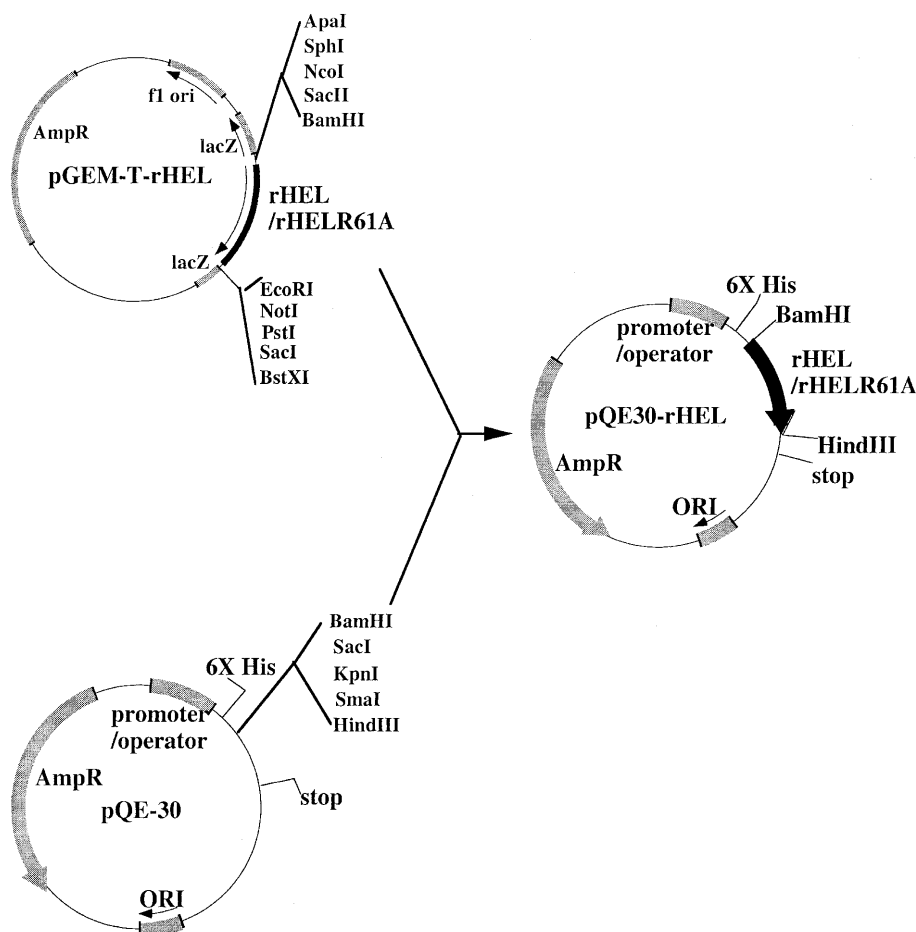 ApaI
SphI
NcoI
SacII
BamHI
f1 ori
AmpR
lacZ
pGEM-T-rHEL
rHEL
/rHELR61A
lacZ
EcoRI
NotI
PstI
SacI
BstXI
6X His
BamHI
promoter
/operator
rHEL
/rHELR61A
pQE30-rHEL
HindIII
AmpR
stop
ORI
BamHI
SacI
KpnI
SmaI
HindIII
6X His
promoter
/operator
AmpR
stop
pQE-30
ORI